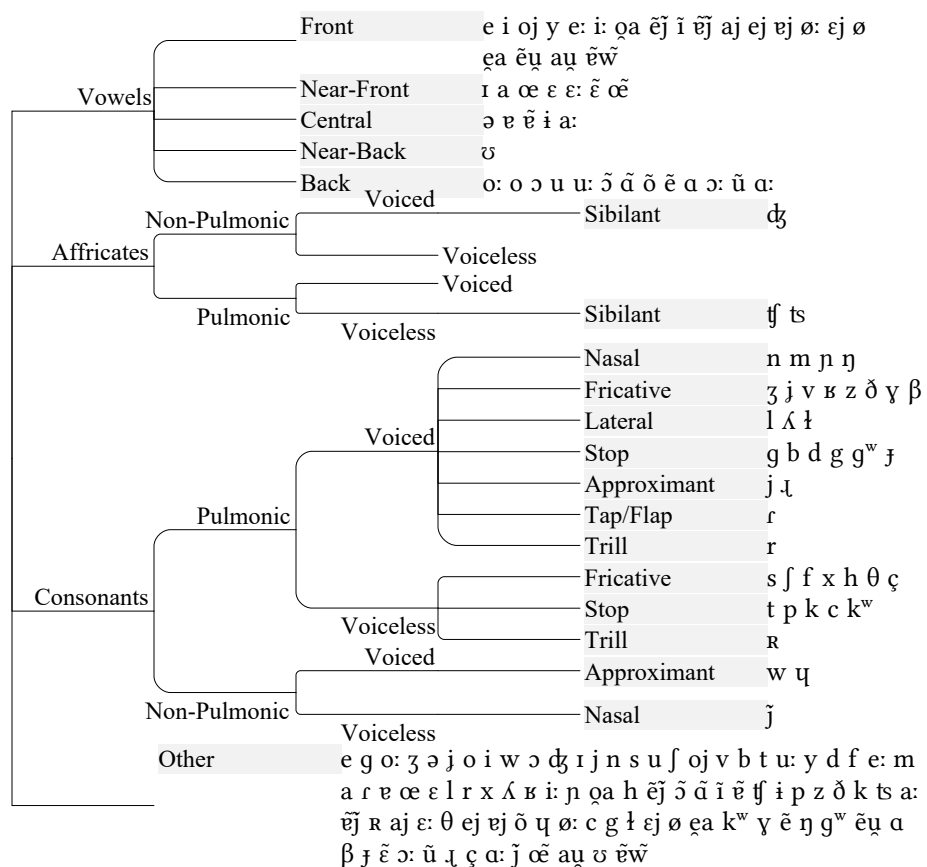 Front e i oj y eː iː o̯a ẽj̃ ĩ ɐ̃j̃ aj ej ɐj øː ɛj ø
e̯a ẽu̯ au̯ ɐ̃w̃
Vowels
Near-Front ɪ a œ ɛ ɛː ɛ̃ œ̃
Central ə ɐ ɐ̃ ɨ aː
Near-Back ʊ
Back oː o ɔ u uː ɔ̃ ɑ̃ õ ẽ ɑ ɔː ũ ɑː
Affricates
Non-Pulmonic
Voiced
Sibilant ʤ
Voiceless
Voiced
Pulmonic
Voiceless
Sibilant ʧ ʦ
Consonants
Pulmonic
Voiced
Nasal n m ɲ ŋ
Fricative ʒ ʝ v ʁ z ð ɣ β
Lateral l ʎ ɫ
Stop ɡ b d g ɡʷ ɟ
Approximant j ɻ
Tap/Flap ɾ
Trill r
Voiceless
Fricative s ʃ f x h θ ç
Stop t p k c kʷ
Trill ʀ
Non-Pulmonic
Voiced
Approximant w ɥ
Voiceless
Nasal j̃
Other e ɡ oː ʒ ə ʝ o i w ɔ ʤ ɪ j n s u ʃ oj v b t uː y d f eː m
a ɾ ɐ œ ɛ l r x ʎ ʁ iː ɲ o̯a h ẽj̃ ɔ̃ ɑ̃ ĩ ɐ̃ ʧ ɨ p z ð k ʦ aː
ɐ̃j̃ ʀ aj ɛː θ ej ɐj õ ɥ øː c g ɫ ɛj ø e̯a kʷ ɣ ẽ ŋ ɡʷ ẽu̯ ɑ
β ɟ ɛ̃ ɔː ũ ɻ ç ɑː j̃ œ̃ au̯ ʊ ɐ̃w̃